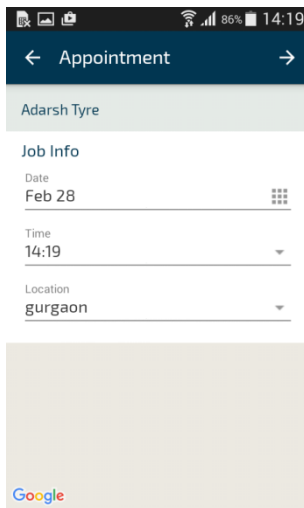 86% 14:19
Appointment
Adarsh Tyre
Job Info
Date
Feb 28
Time
14:19
Location
gurgaon
Google